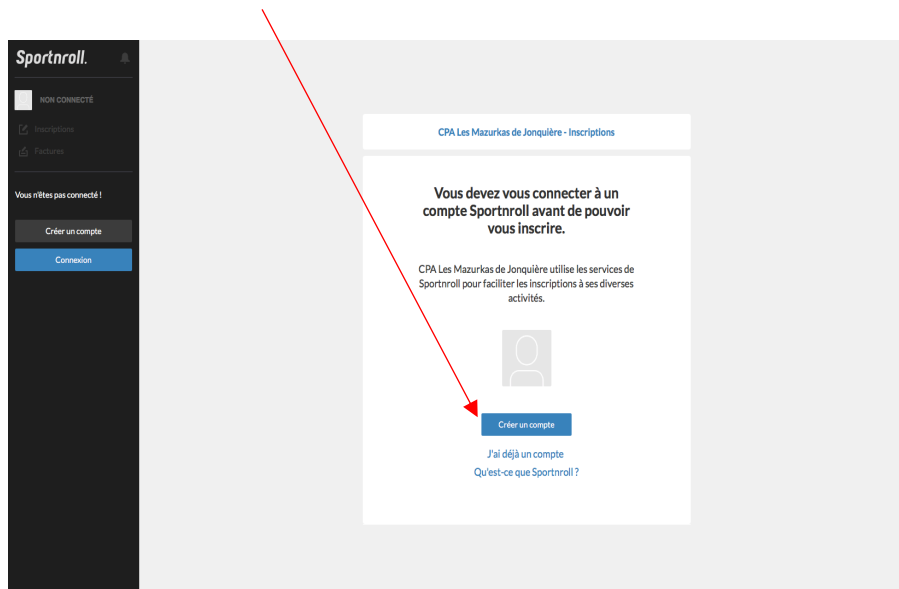 Sportnroll.
NON CONNECTÉ
Inscriptions
Factures
Vous n'êtes pas connecté !
Créer un compte
Connexion
CPA Les Mazurkas de Jonquière - Inscriptions
Vous devez vous connecter à un
compte Sportnroll avant de pouvoir
vous inscrire.
CPA Les Mazurkas de Jonquière utilise les services de
Sportnroll pour faciliter les inscriptions à ses diverses
activités.
Créer un compte
J'ai déjà un compte
Qu'est-ce que Sportnroll ?